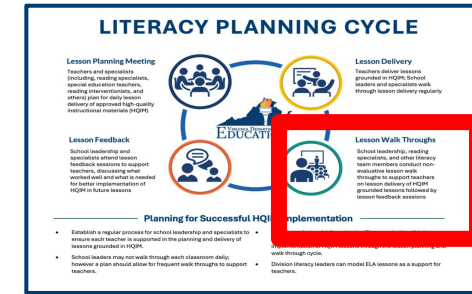 LITERACY PLANNING CYCLE
Lesson Planning Meeting
Teachers and specialists
(including, reading specialists,
special education teachers,
reading interventionists, and
others) plan for daily lesson
delivery of approved high-quality
instructional materials (HQIM)
Lesson Delivery
Teachers deliver lessons
grounded in HQIM; School
leaders and specialists walk
through lesson delivery regularly
EDUCATI
Lesson Feedback
School leadership and
specialists attend lesson
feedback sessions to support
teachers, discussing what
worked well and what is needed
for better implementation of
HQIM in future lessons
Lesson Walk Throughs
School leadership, reading
specialists, and other literacy
team members conduct non-
evaluative lesson walk
throughs to support teachers
on lesson delivery of HQIM
grounded lessons followed by
lesson feedback sessions
Planning for Successful HQI mplementation
• Establish a regular process for school leadership and specialists to
ensure each teacher is supported in the planning and delivery of
lessons grounded in HQIM.
• School leaders may not walk through each classroom daily;
however a plan should allow for frequent walk throughs to support
teachers.
walk through cycle.
• Division literacy leaders can model ELA lessons as a support for
teachers.